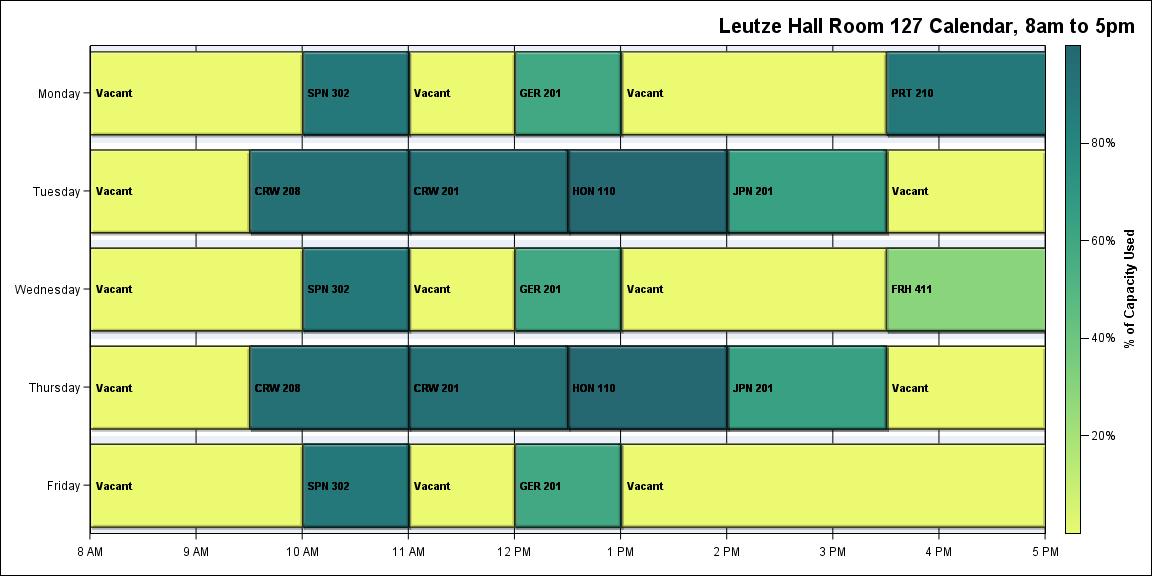 Leutze Hall Room 127 Calendar, 8am to 5pm
Monday
Vacant
SPN 302
Vacant
GER 201
Vacant
PRT 210
Tuesday
Vacant
CRW 208
CRW 201
HON 110
JPN 201
Vacant
Wednesday
Vacant
SPN 302
Vacant
GER 201
Vacant
FRH 411
Thursday
Vacant
CRW 208
CRW 201
HON 110
JPN 201
Vacant
Friday
Vacant
SPN 302
Vacant
GER 201
Vacant
8 AM
9 AM
10 AM
11 AM
12 PM
1 PM
2 PM
3 PM
4 PM
5 PM
80%
60%
40%
20%
% of Capacity Used